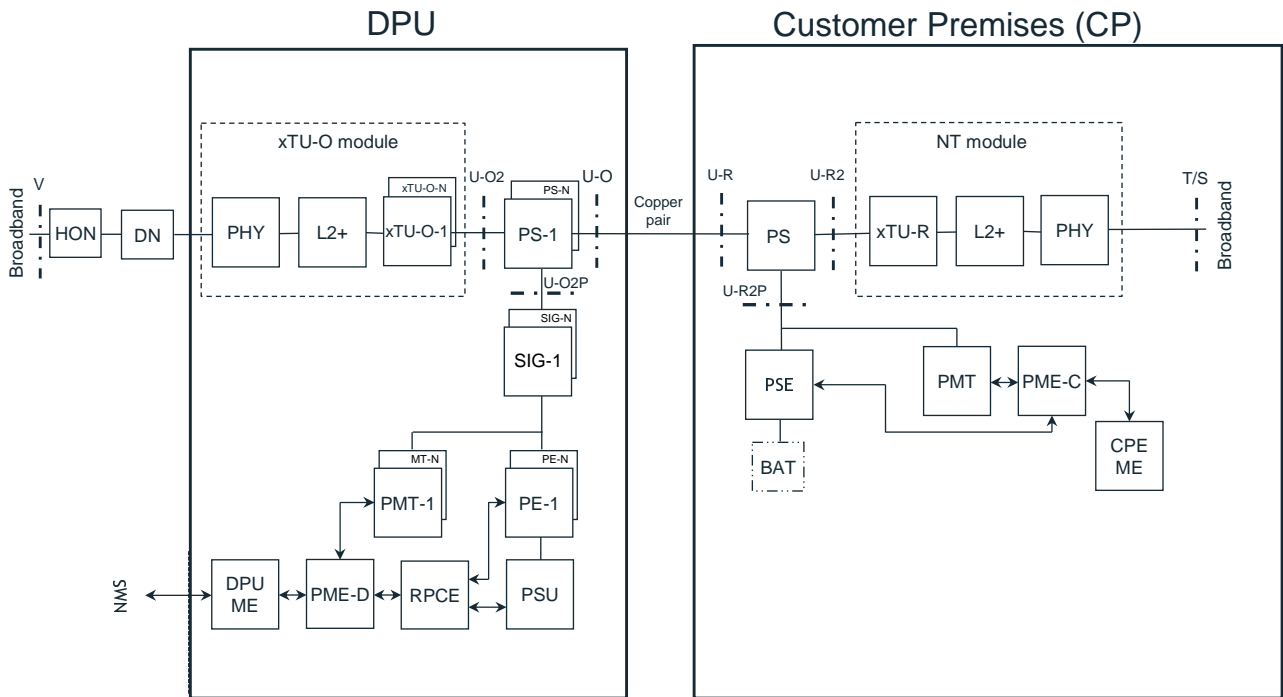 DPU
Customer Premises (CP)
xTU-O module
NT module
V
U-O2
U-O
U-R
U-R2
T/S
xTU-O-N
PS-N
Broadband
HON
DN
PHY
L2+
xTU-O-1
PS-1
Copper
pair
PS
xTU-R
L2+
PHY
Broadband
U-O2P
U-R2P
SIG-N
SIG-1
PSE
PMT
PME-C
MT-N
PE-N
BAT
CPE
ME
PMT-1
PE-1
NMS
DPU
ME
PME-D
RPCE
PSU